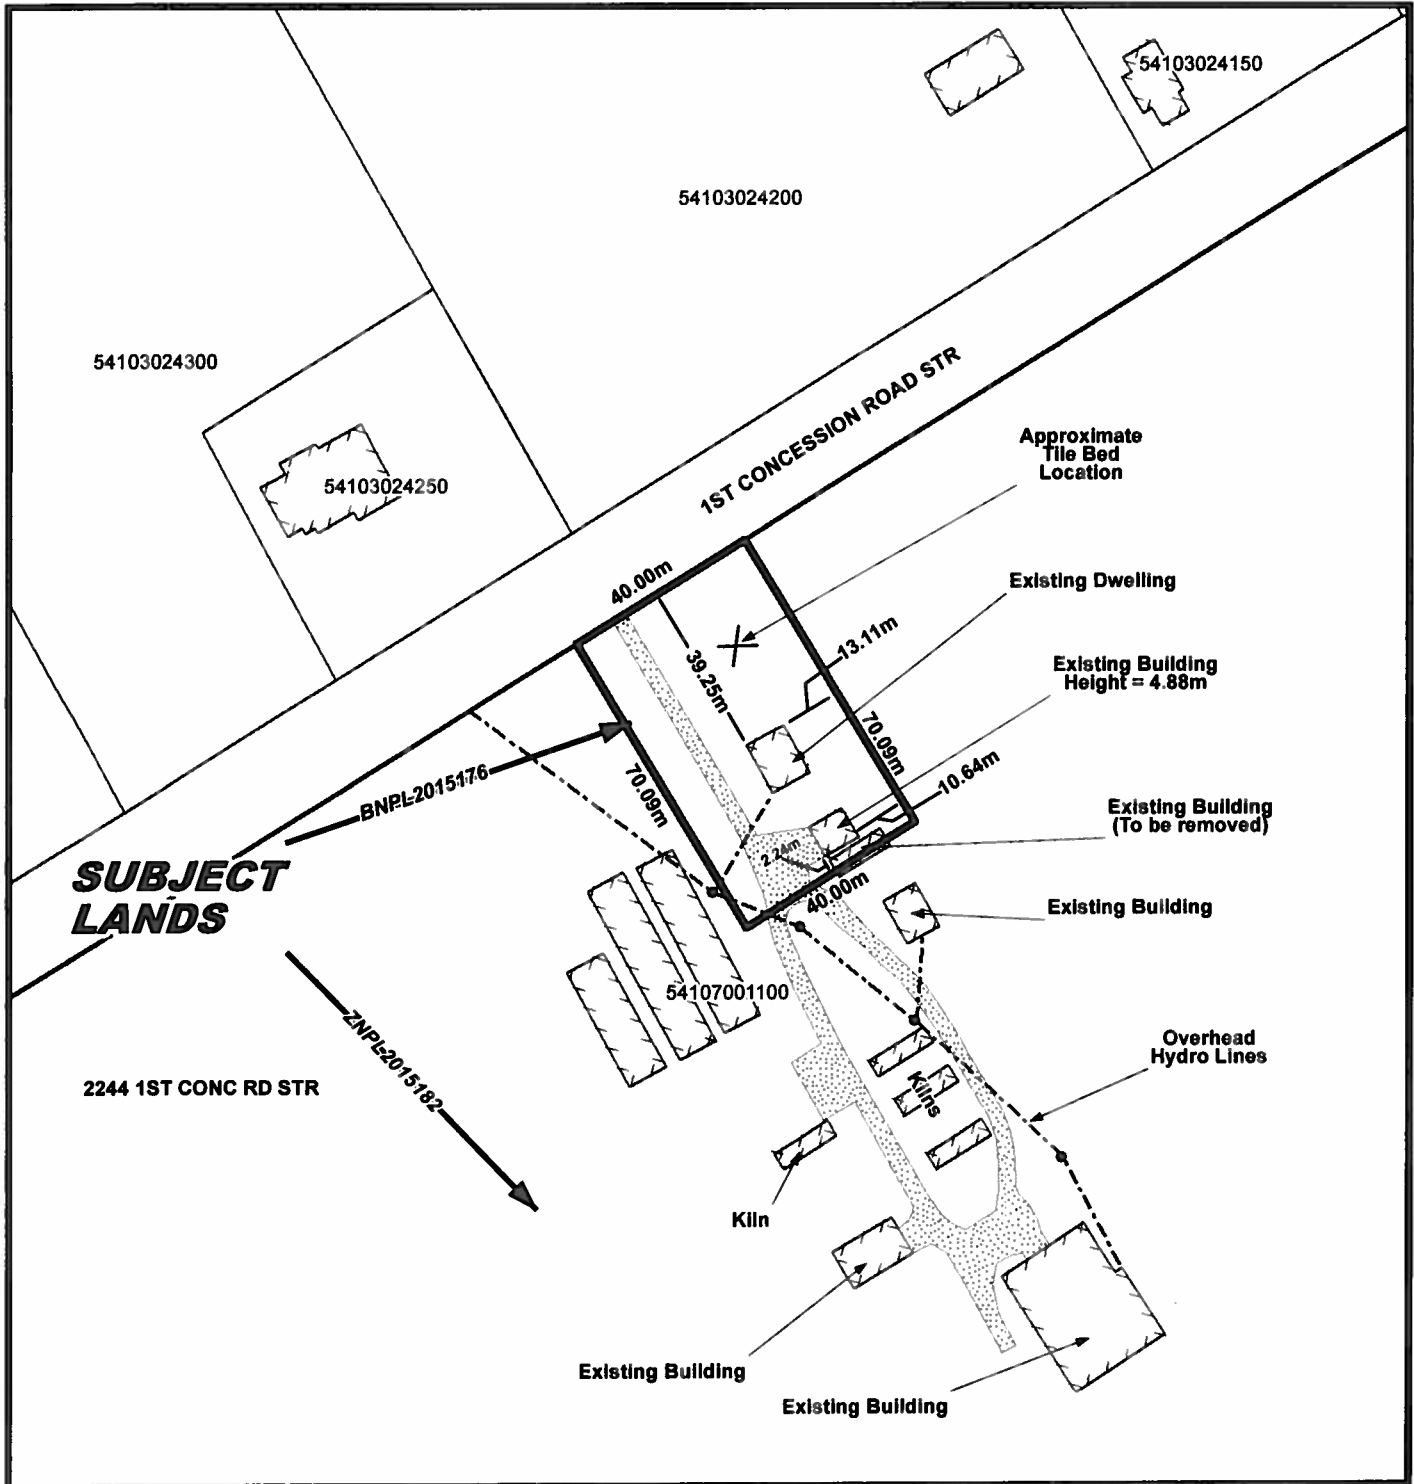 54103024150
54103024200
54103024300
1ST CONCESSION ROAD STR
Approximate
Tile Bed
Location
54103024250
40.00m
Existing Dwelling
13.11m
39.25m
Existing Building
Height = 4.88m
70.09m
10.64m
BNPL-2015176
70.09m
Existing Building
(To be removed)
2.24m
SUBJECT
LANDS
40.00m
Existing Building
54107001100
ZNPL-2015182
Overhead
Hydro Lines
2244 1ST CONC RD STR
Kilns
Kiln
Existing Building
Existing Building